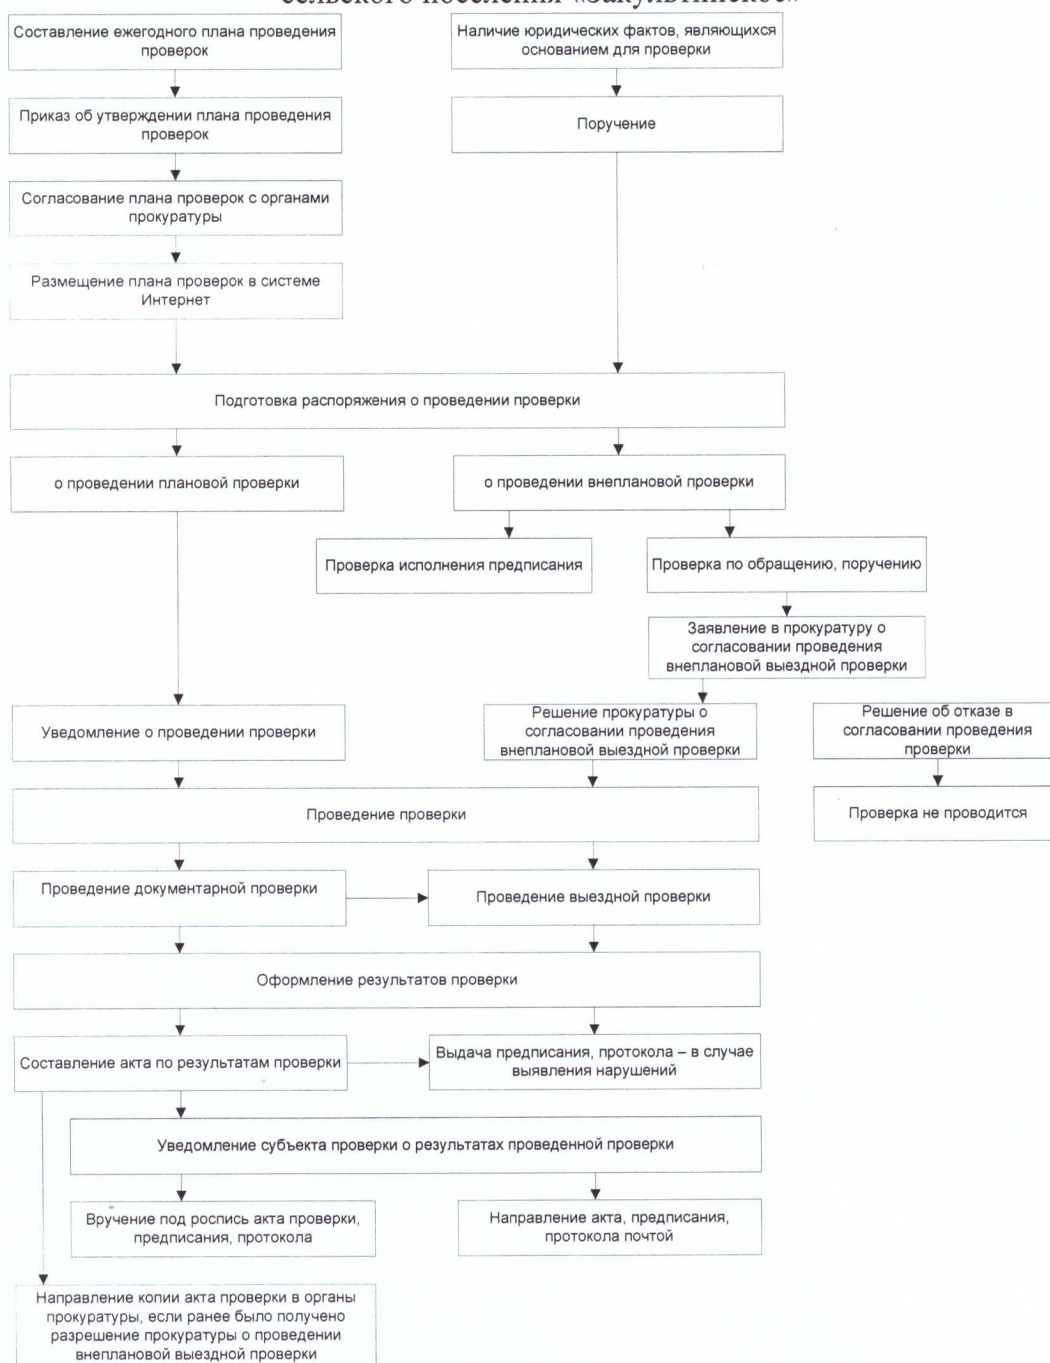 сельского поселения «Закультинское»
Составление ежегодного плана проведения
проверок
Наличие юридических фактов, являющихся
основанием для проверки
Приказ об утверждении плана проведения
проверок
Поручение
Согласование плана проверок с органами
прокуратуры
Размещение плана проверок в системе
Интернет
Подготовка распоряжения о проведении проверки
о проведении плановой проверки
о проведении внеплановой проверки
Проверка исполнения предписания
Проверка по обращению, поручению
Заявление в прокуратуру о
согласовании проведения
внеплановой выездной проверки
Уведомление о проведении проверки
Решение прокуратуры о
согласовании проведения
внеплановой выездной проверки
Решение об отказе в
согласовании проведения
проверки
Проведение проверки
Проверка не проводится
Проведение документарной проверки
Проведение выездной проверки
Оформление результатов проверки
Составление акта по результатам проверки
Выдача предписания, протокола – в случае
выявления нарушений
Уведомление субъекта проверки о результатах проведенной проверки
Вручение под роспись акта проверки,
предписания, протокола
Направление акта, предписания,
протокола почтой
Направление копии акта проверки в органы
прокуратуры, если ранее было получено
разрешение прокуратуры о проведении
внеплановой выездной проверки